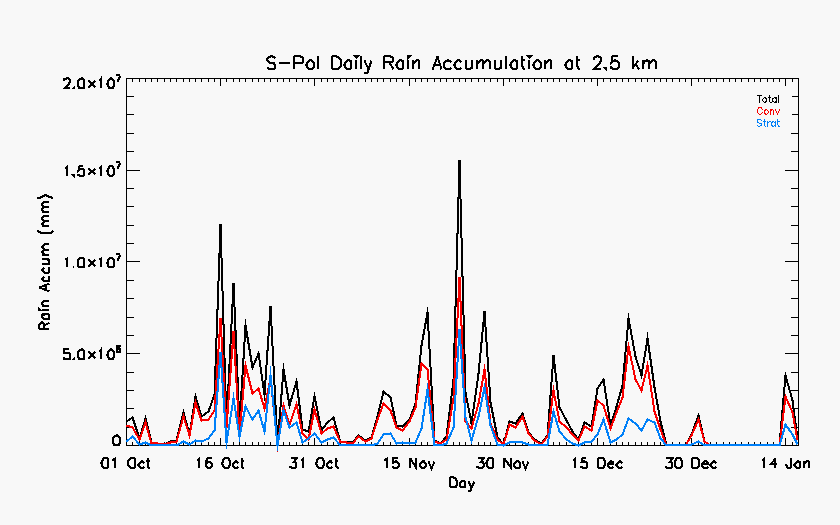 S-Pol Daily Rain Accumulation at 2.5 km
2.0×10⁷
Total
Conv
Strat
1.5×10⁷
1.0×10⁷
5.0×10⁶
0
Rain Accum (mm)
01 Oct 16 Oct 31 Oct 15 Nov 30 Nov 15 Dec 30 Dec 14 Jan
Day